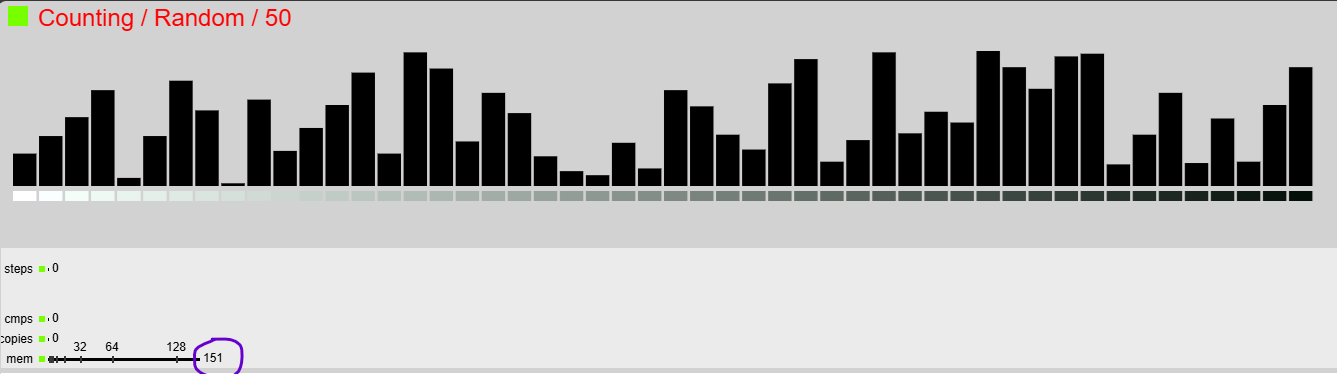 Counting / Random / 50
steps 0
cmps 0
copies 0
32 64 128
mem 151